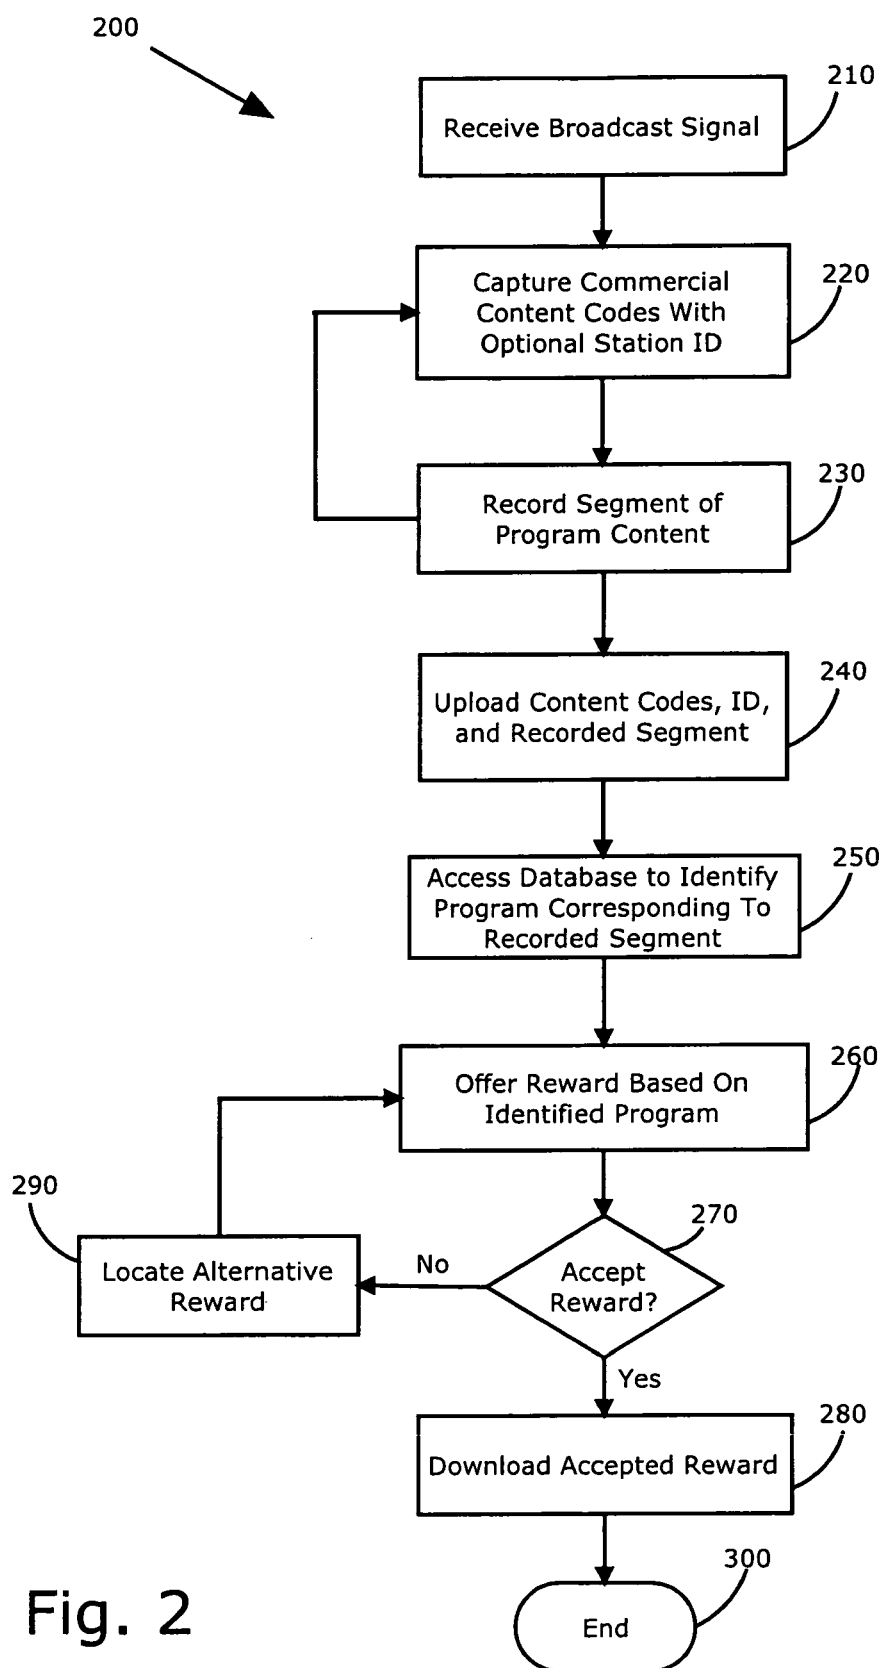 200
210
Receive Broadcast Signal
220
Capture Commercial
Content Codes With
Optional Station ID
230
Record Segment of
Program Content
240
Upload Content Codes, ID,
and Recorded Segment
250
Access Database to Identify
Program Corresponding To
Recorded Segment
260
Offer Reward Based On
Identified Program
290
270
Locate Alternative
Reward
No
Accept
Reward?
Yes
280
Download Accepted Reward
300
End
Fig. 2